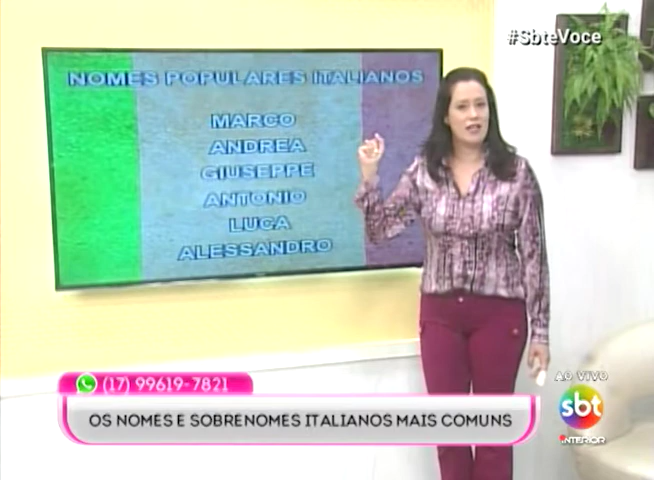 #SbteVoce
NOMES POPULARES ITALIANOS
MARCO
ANDREA
GIUSEPPE
ANTONIO
LUCA
ALESSANDRO
(17) 99619-7821
OS NOMES E SOBRENOMES ITALIANOS MAIS COMUNS
AO VIVO
sbt
INTERIOR